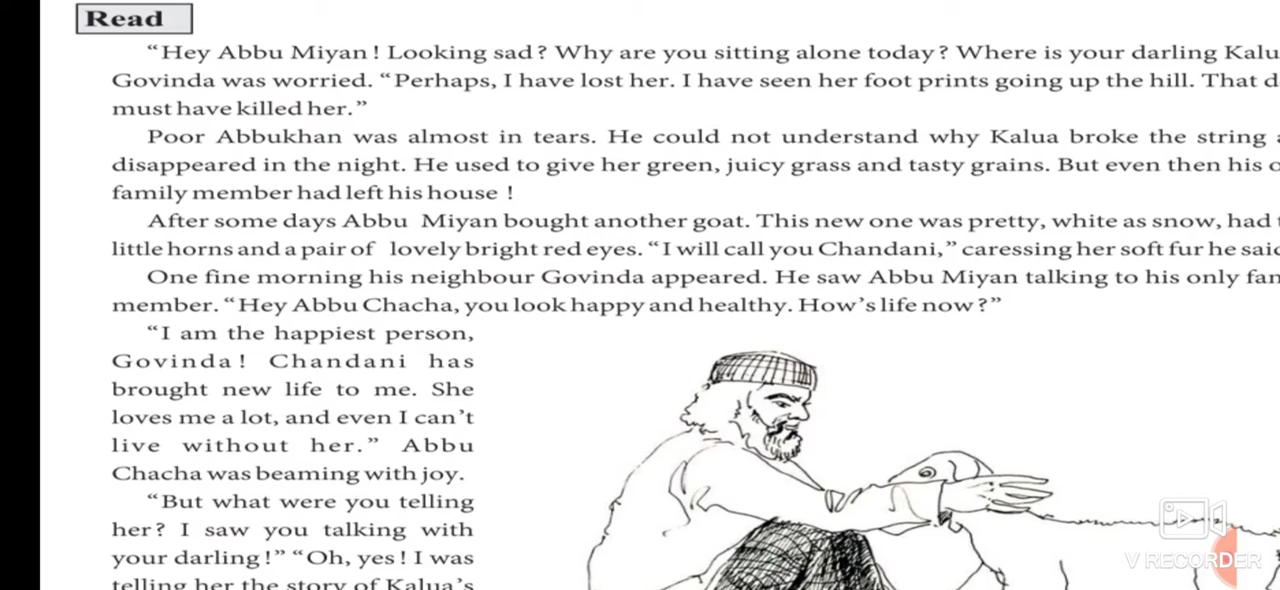 Read
“Hey Abbu Miyan! Looking sad? Why are you sitting alone today? Where is your darling Kalu
Govinda was worried. “Perhaps, I have lost her. I have seen her foot prints going up the hill. That d
must have killed her.”
Poor Abbukhan was almost in tears. He could not understand why Kalua broke the string a
disappeared in the night. He used to give her green, juicy grass and tasty grains. But even then his o
family member had left his house !
After some days Abbu Miyan bought another goat. This new one was pretty, white as snow, had t
little horns and a pair of lovely bright red eyes. “I will call you Chandani,” caressing her soft fur he said
One fine morning his neighbour Govinda appeared. He saw Abbu Miyan talking to his only fam
member. “Hey Abbu Chacha, you look happy and healthy. How’s life now?”
“I am the happiest person,
Govinda! Chandani has
brought new life to me. She
loves me a lot, and even I can’t
live without her.” Abbu
Chacha was beaming with joy.
“But what were you telling
her? I saw you talking with
your darling!” “Oh, yes! I was
telling her the story of Kalua’s
V RECORDER